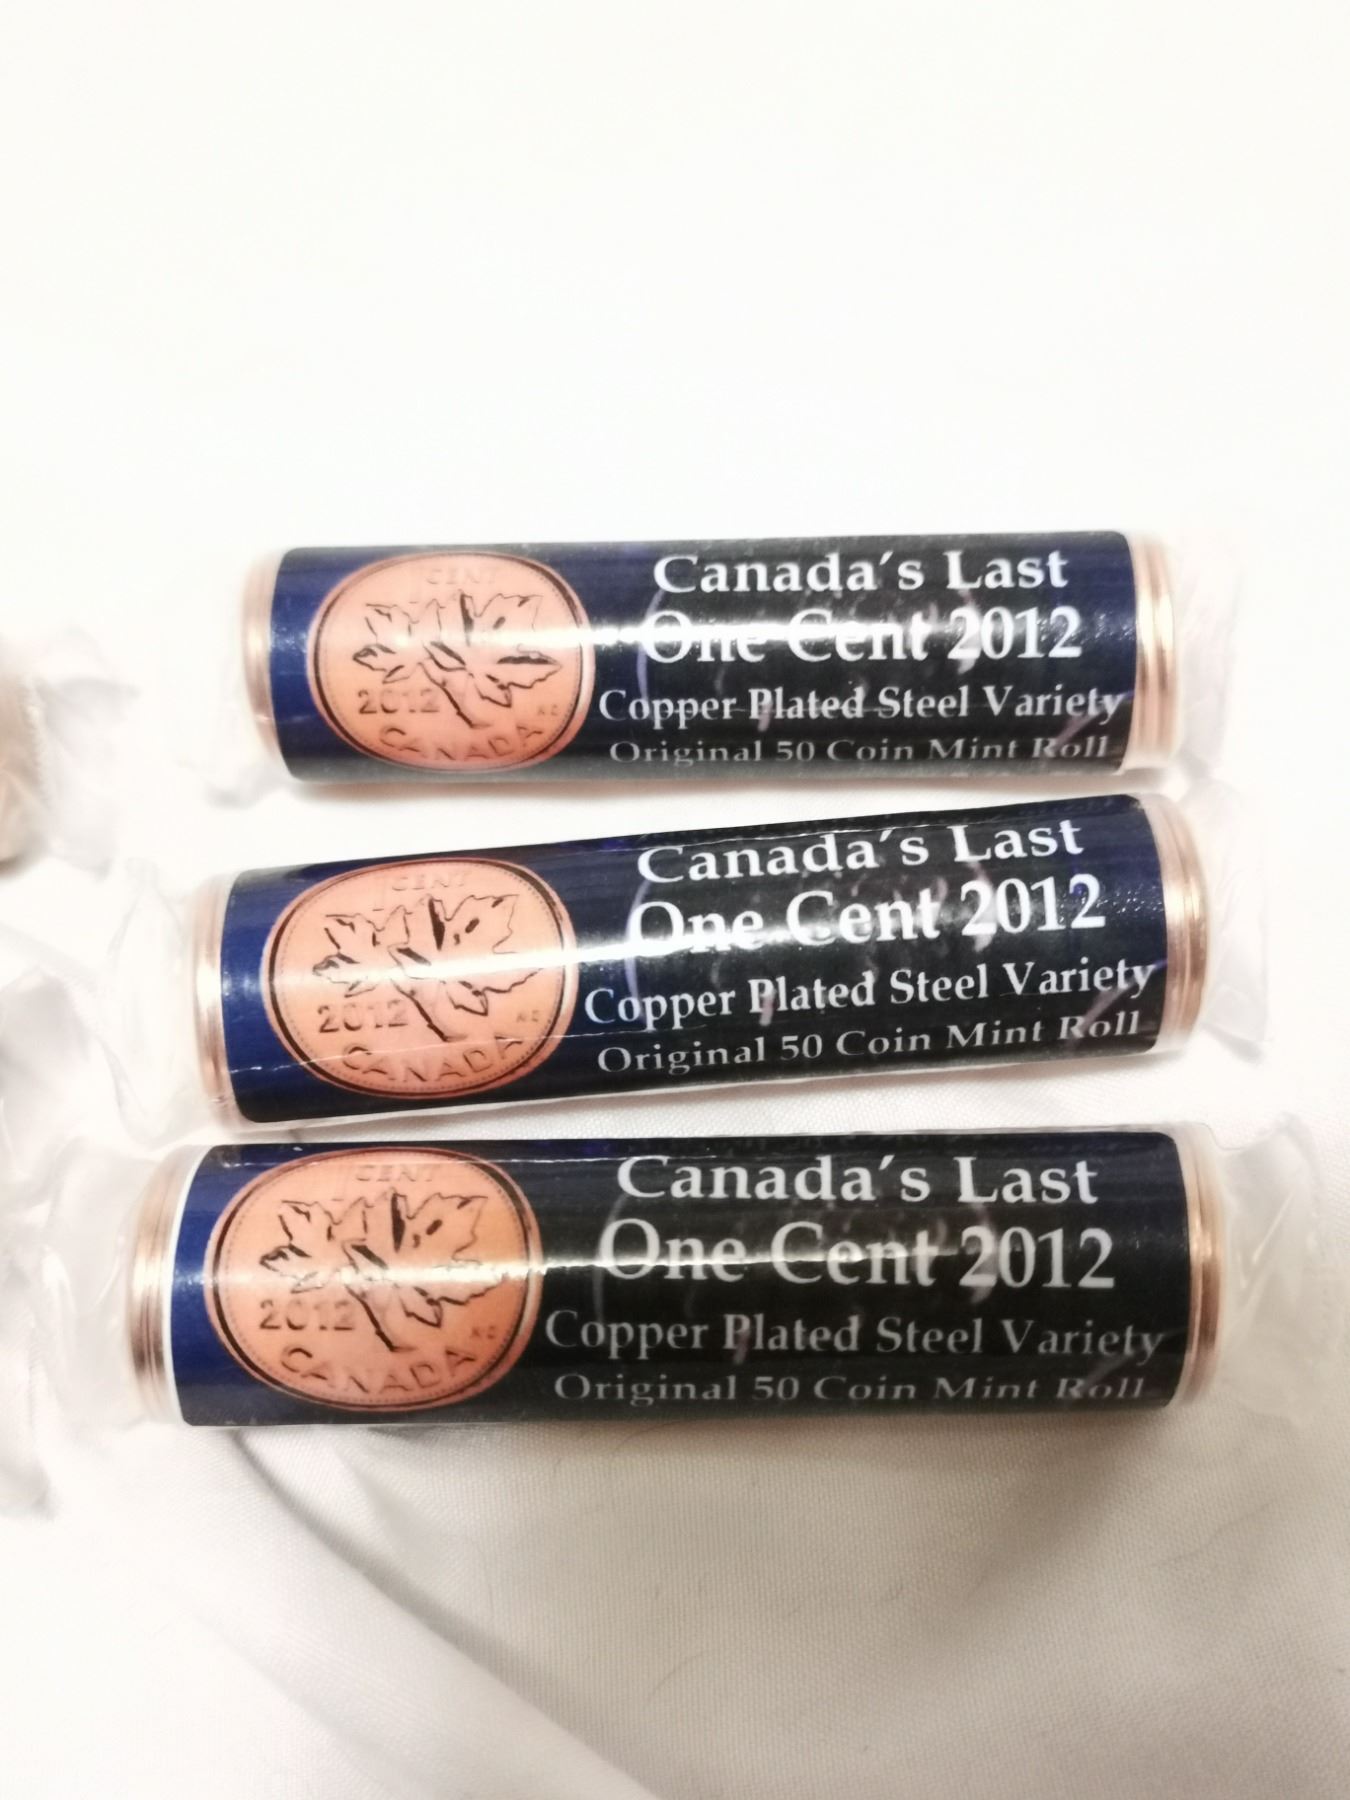 CENT
2012
CANADA
Canada's Last
One Cent 2012
Copper Plated Steel Variety
Original 50 Coin Mint Roll
CENT
2012
CANADA
Canada's Last
One Cent 2012
Copper Plated Steel Variety
Original 50 Coin Mint Roll
CENT
2012
CANADA
Canada's Last
One Cent 2012
Copper Plated Steel Variety
Original 50 Coin Mint Roll